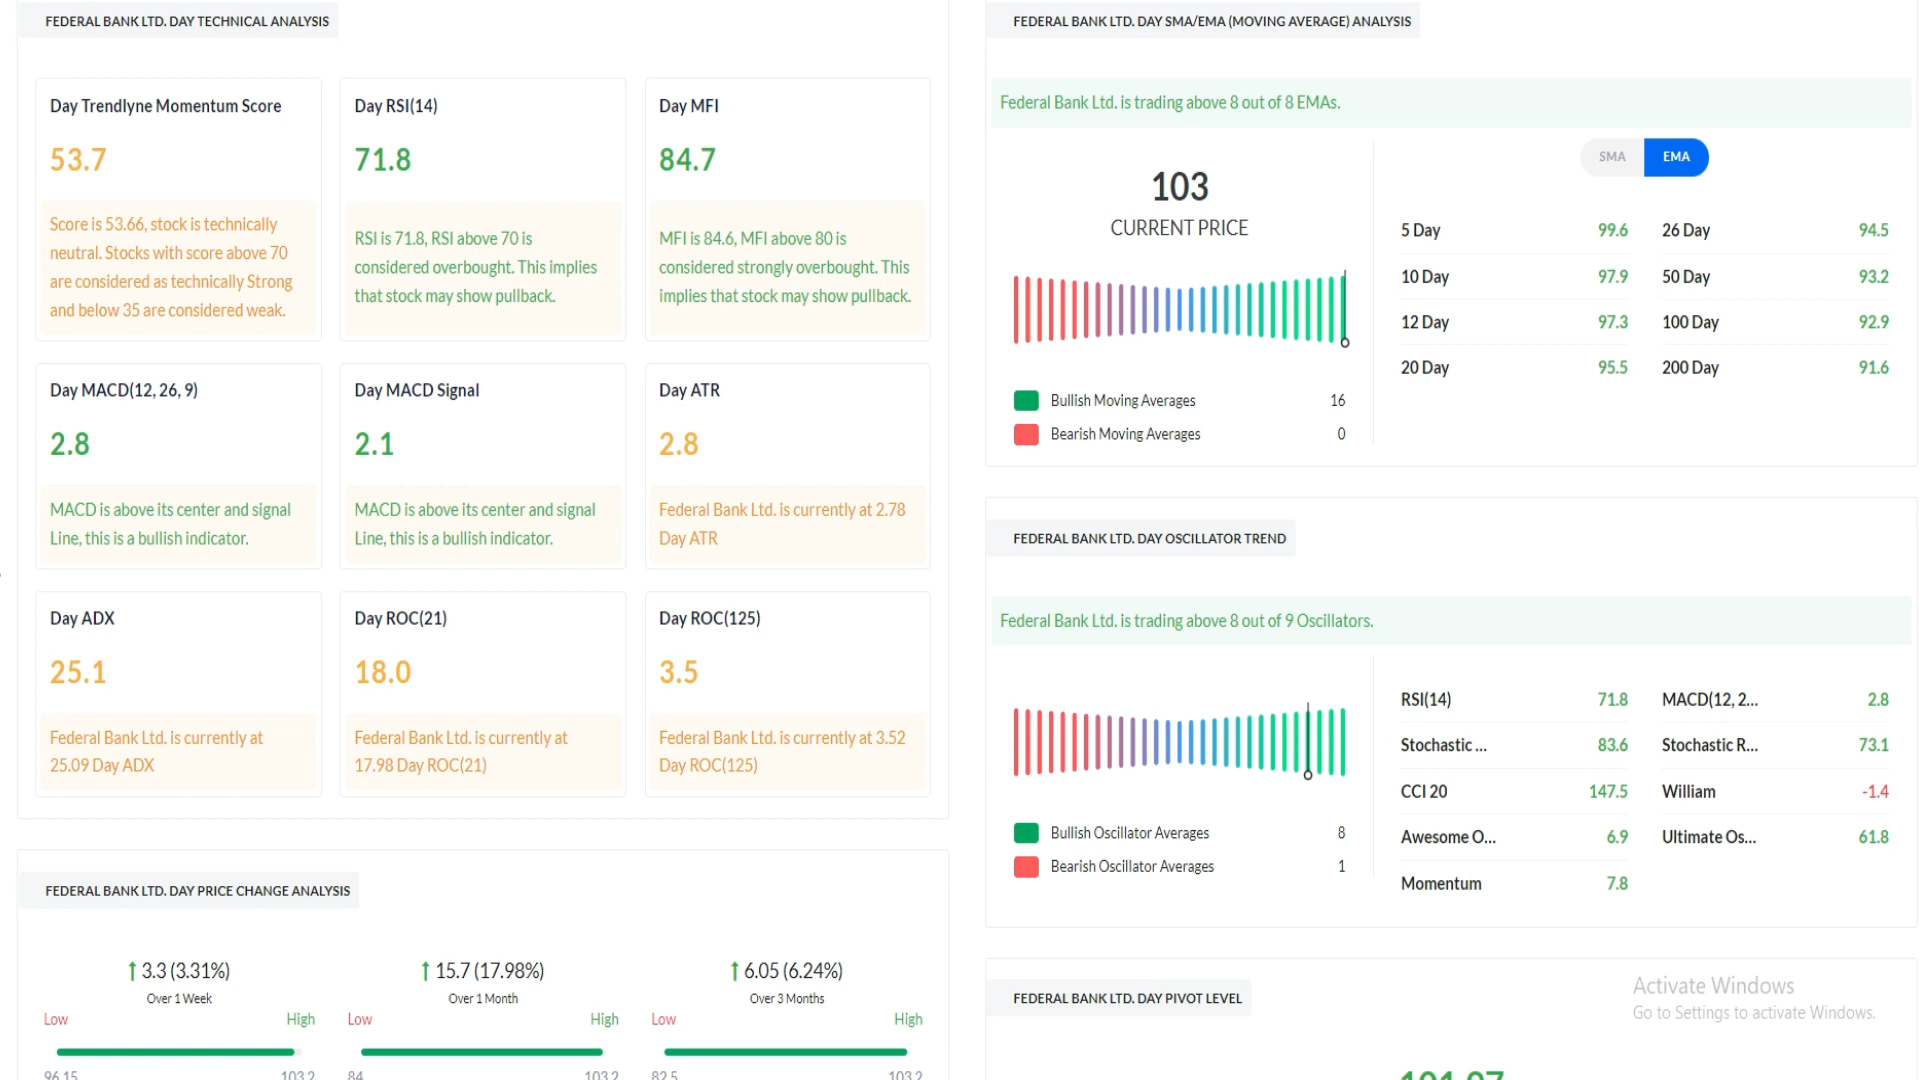 FEDERAL BANK LTD. DAY TECHNICAL ANALYSIS
Day Trendlyne Momentum Score
53.7
Score is 53.66, stock is technically
neutral. Stocks with score above 70
are considered as technically Strong
and below 35 are considered weak.
Day RSI(14)
71.8
RSI is 71.8, RSI above 70 is
considered overbought. This implies
that stock may show pullback.
Day MFI
84.7
MFI is 84.6, MFI above 80 is
considered strongly overbought. This
implies that stock may show pullback.
Day MACD(12, 26, 9)
2.8
MACD is above its center and signal
Line, this is a bullish indicator.
Day MACD Signal
2.1
MACD is above its center and signal
Line, this is a bullish indicator.
Day ATR
2.8
Federal Bank Ltd. is currently at 2.78
Day ATR
Day ADX
25.1
Federal Bank Ltd. is currently at
25.09 Day ADX
Day ROC(21)
18.0
Federal Bank Ltd. is currently at
17.98 Day ROC(21)
Day ROC(125)
3.5
Federal Bank Ltd. is currently at 3.52
Day ROC(125)
FEDERAL BANK LTD. DAY PRICE CHANGE ANALYSIS
↑ 3.3 (3.31%)
Over 1 Week
Low High
96.15 103.2
↑ 15.7 (17.98%)
Over 1 Month
Low High
84 103.2
↑ 6.05 (6.24%)
Over 3 Months
Low High
82.5 103.2
FEDERAL BANK LTD. DAY SMA/EMA (MOVING AVERAGE) ANALYSIS
Federal Bank Ltd. is trading above 8 out of 8 EMAs.
103
CURRENT PRICE
Bullish Moving Averages 16
Bearish Moving Averages 0
SMA EMA
5 Day 99.6 26 Day 94.5
10 Day 97.9 50 Day 93.2
12 Day 97.3 100 Day 92.9
20 Day 95.5 200 Day 91.6
FEDERAL BANK LTD. DAY OSCILLATOR TREND
Federal Bank Ltd. is trading above 8 out of 9 Oscillators.
Bullish Oscillator Averages 8
Bearish Oscillator Averages 1
RSI(14) 71.8 MACD(12, 2... 2.8
Stochastic ... 83.6 Stochastic R... 73.1
CCI 20 147.5 William -1.4
Awesome O... 6.9 Ultimate Os... 61.8
Momentum 7.8
FEDERAL BANK LTD. DAY PIVOT LEVEL
Activate Windows
Go to Settings to activate Windows.